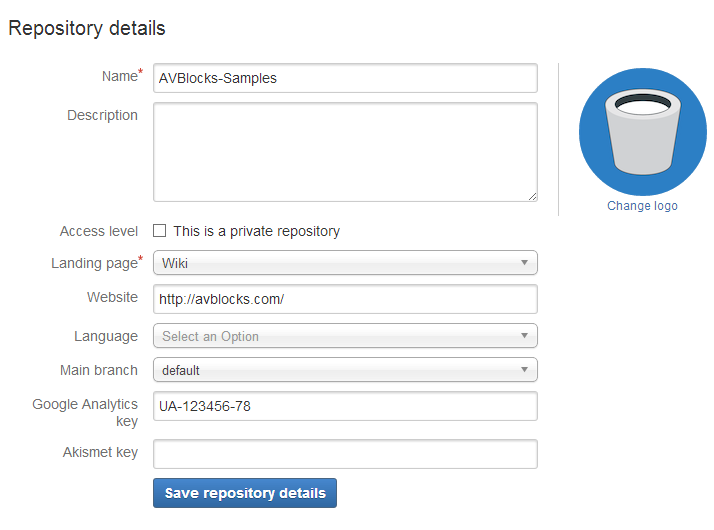 Repository details
Name*
AVBlocks-Samples
Description
Change logo
Access level This is a private repository
Landing page* Wiki
Website http://avblocks.com/
Language Select an Option
Main branch default
Google Analytics
key
UA-123456-78
Akismet key
Save repository details